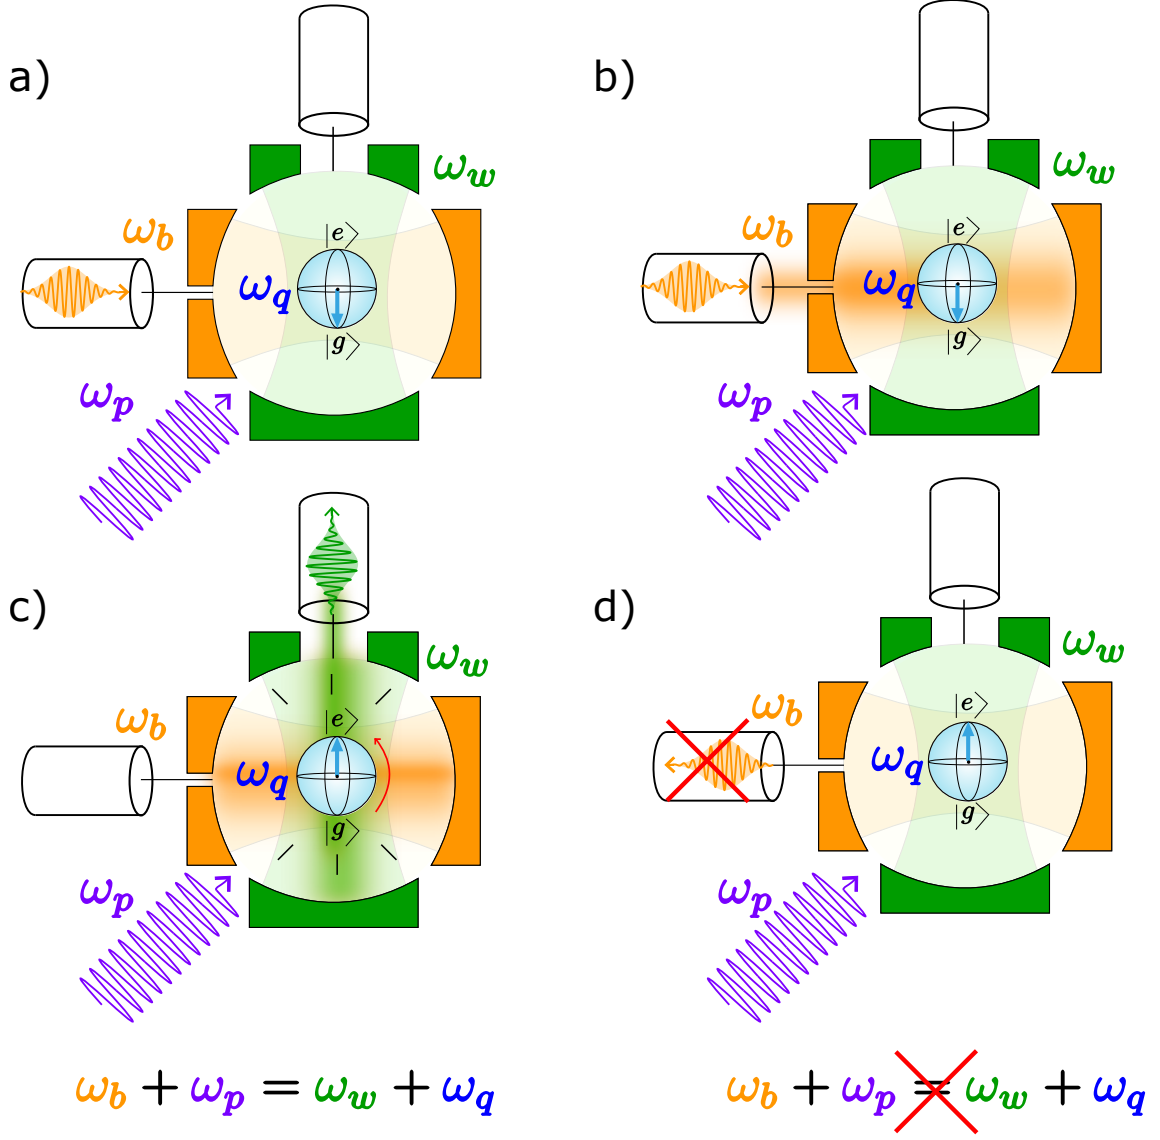 a)
ω_w
ω_b
|e⟩
ω_q
|g⟩
ω_p
b)
ω_w
ω_b
|e⟩
ω_q
|g⟩
ω_p
c)
ω_w
ω_b
|e⟩
ω_q
|g⟩
ω_p
d)
ω_w
ω_b
|e⟩
ω_q
|g⟩
ω_p
ω_b + ω_p = ω_w + ω_q
ω_b + ω_p = ω_w + ω_q